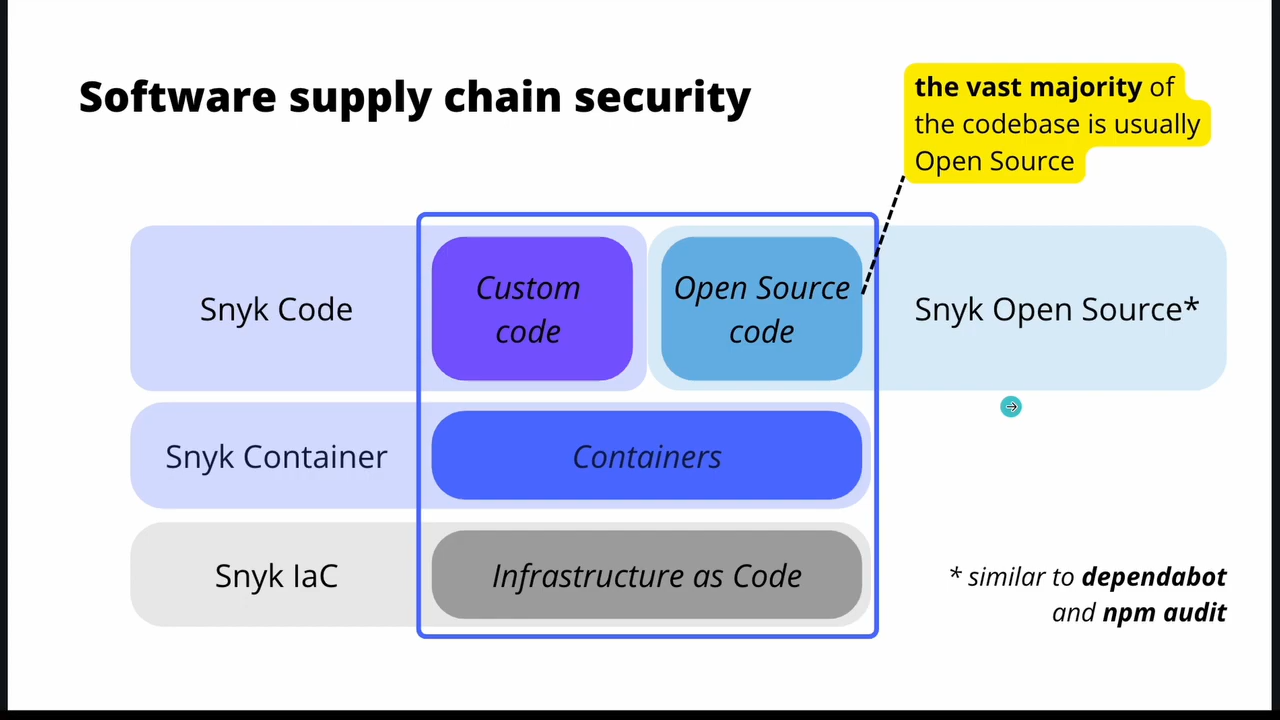 Software supply chain security
the vast majority of
the codebase is usually
Open Source
Snyk Code
Custom
code
Open Source
code
Snyk Open Source*
Snyk Container
Containers
Snyk IaC
Infrastructure as Code
* similar to dependabot
and npm audit